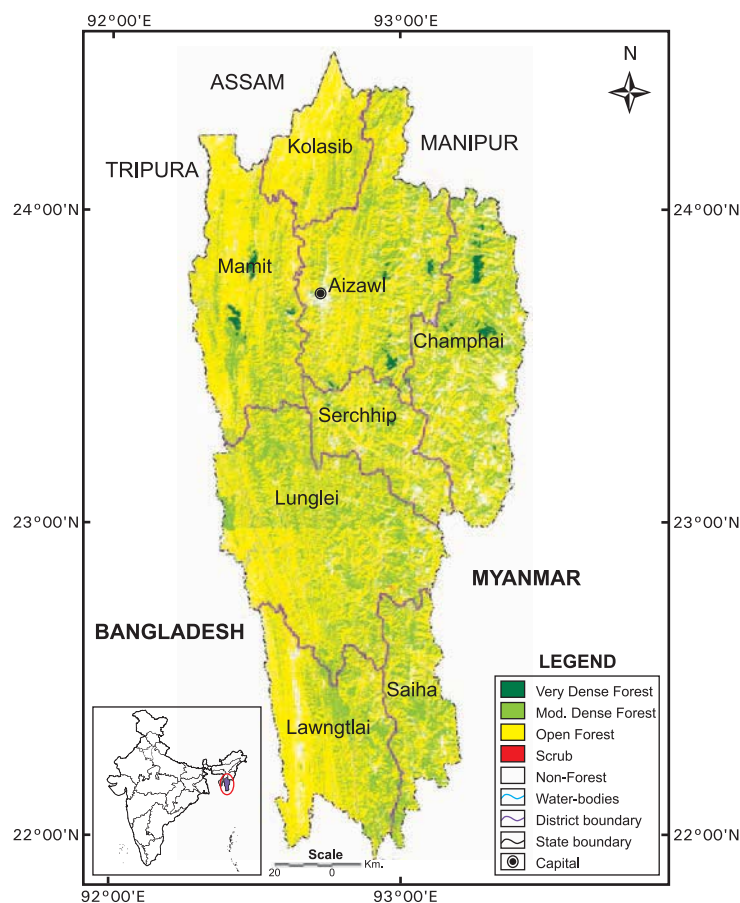 92°00'E 93°00'E
N
ASSAM
MANIPUR
Kolasib
TRIPURA
24°00'N 24°00'N
Mamit
Aizawl
Champhai
Serchhip
Lunglei
23°00'N 23°00'N
MYANMAR
BANGLADESH
LEGEND
Saiha
Very Dense Forest
Mod. Dense Forest
Lawngtlai
Open Forest
Scrub
Non-Forest
Water-bodies
District boundary
State boundary
Capital
22°00'N 22°00'N
Scale
Km.
20 0
92°00'E 93°00'E